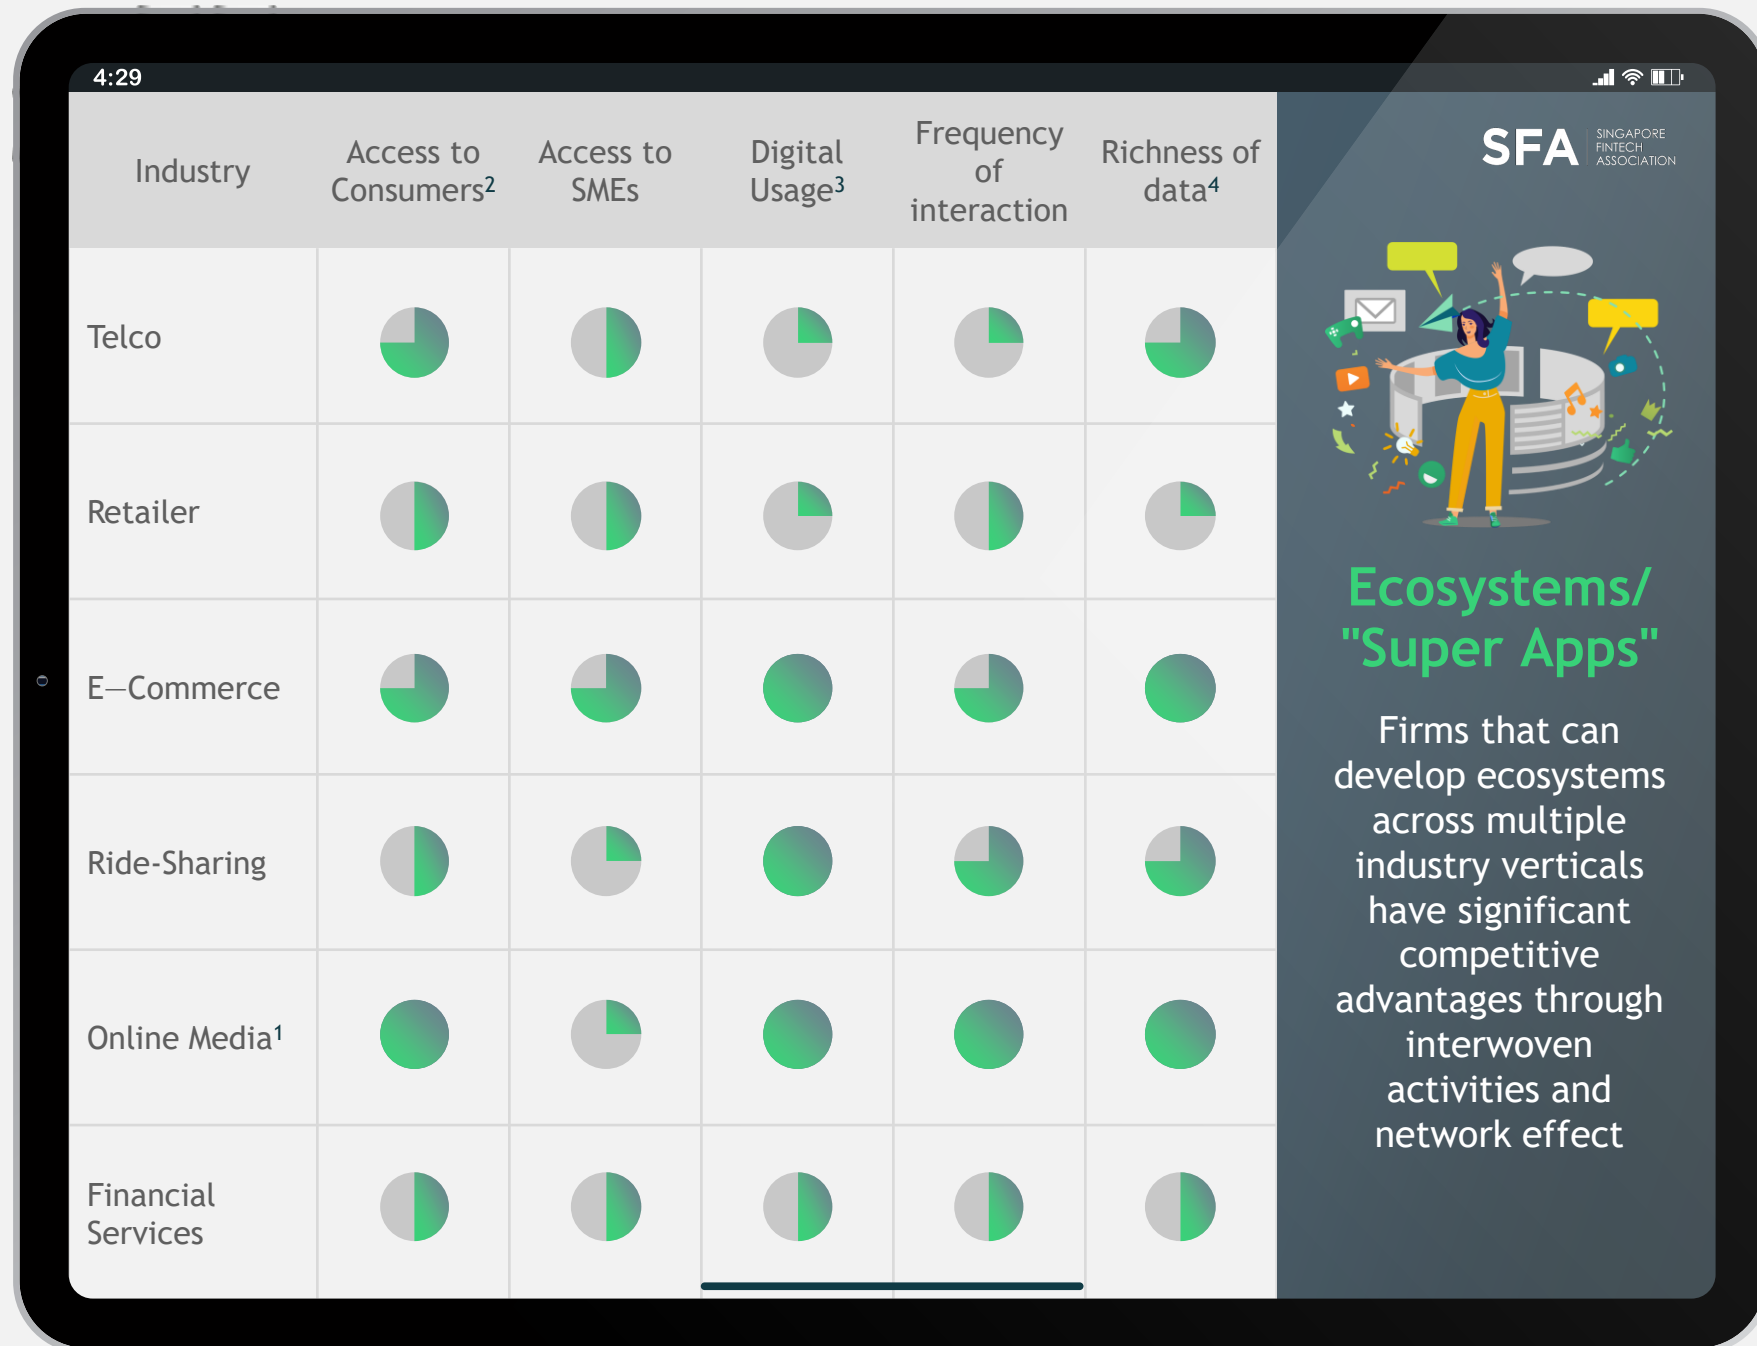 4:29
Industry
Access to
Consumers2
Access to
SMEs
Digital
Usage3
Frequency
of
interaction
Richness of
data4
Telco
Retailer
E—Commerce
Ride-Sharing
Online Media1
Financial
Services
SFA
SINGAPORE
FINTECH
ASSOCIATION
Ecosystems/
"Super Apps"
Firms that can
develop ecosystems
across multiple
industry verticals
have significant
competitive
advantages through
interwoven
activities and
network effect